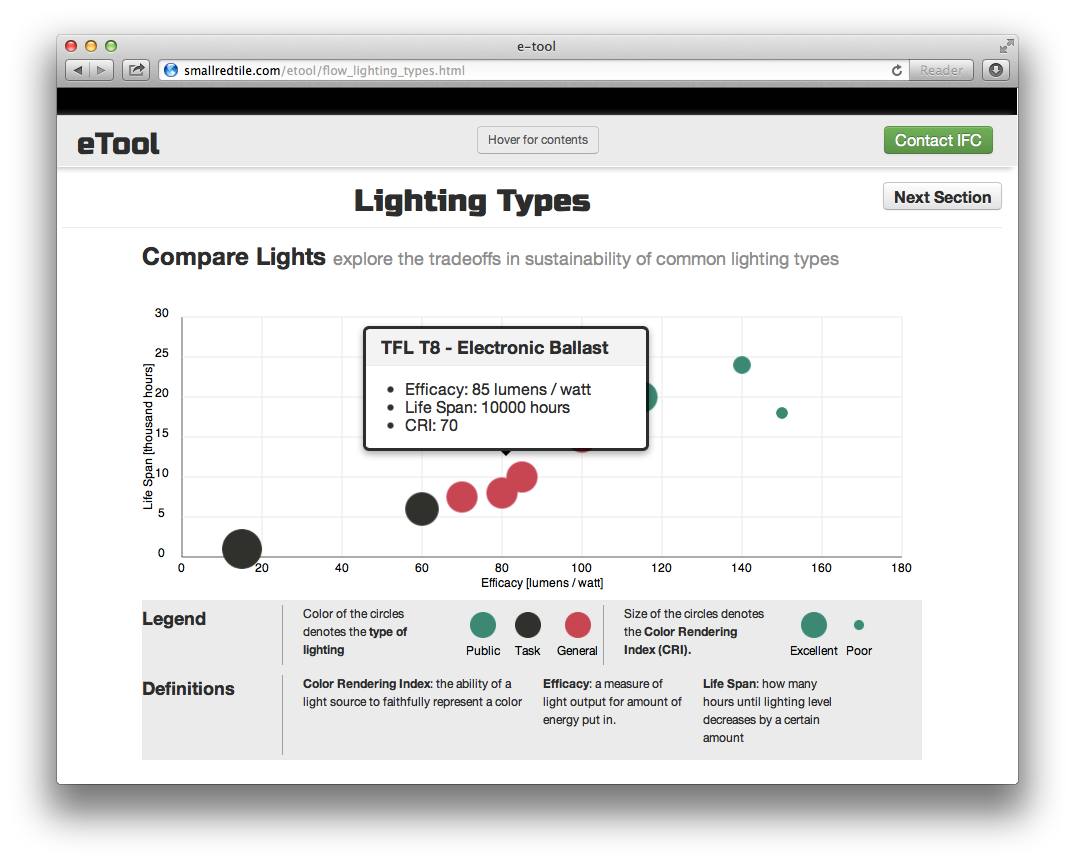 e-tool
smallredtile.com/etool/flow_lighting_types.html
Reader
eTool
Hover for contents
Contact IFC
Lighting Types
Next Section
Compare Lights explore the tradeoffs in sustainability of common lighting types
30
25
20
15
10
5
0
Life Span [thousand hours]
TFL T8 - Electronic Ballast
• Efficacy: 85 lumens / watt
• Life Span: 10000 hours
• CRI: 70
0 20 40 60 80 100 120 140 160 180
Efficacy [lumens / watt]
Legend
Color of the circles
denotes the type of
lighting
Public Task General
Size of the circles denotes
the Color Rendering
Index (CRI).
Excellent Poor
Definitions
Color Rendering Index: the ability of a
light source to faithfully represent a color
Efficacy: a measure of
light output for amount of
energy put in.
Life Span: how many
hours until lighting level
decreases by a certain
amount